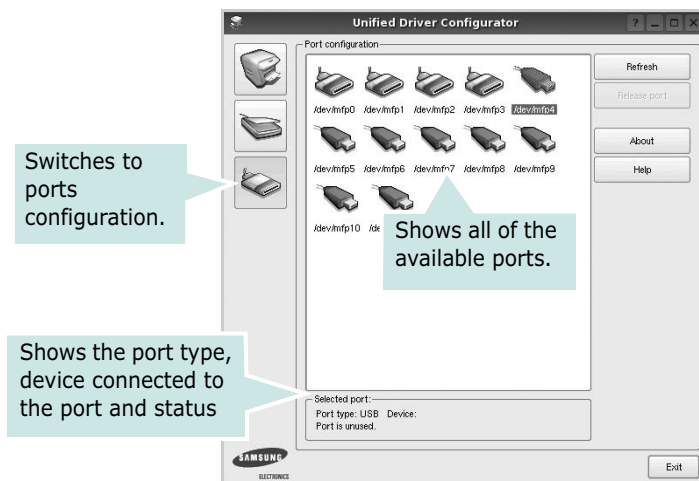 Unified Driver Configurator
Port configuration
/dev/mfp0 /dev/mfp1 /dev/mfp2 /dev/mfp3 /dev/mfp4
/dev/mfp5 /dev/mfp6 /dev/mfp7 /dev/mfp8 /dev/mfp9
/dev/mfp10
Refresh
Release port
About
Help
Switches to
ports
configuration.
Shows all of the
available ports.
Shows the port type,
device connected to
the port and status
Selected port:
Port type: USB Device:
Port is unused.
SAMSUNG
ELECTRONICS
Exit